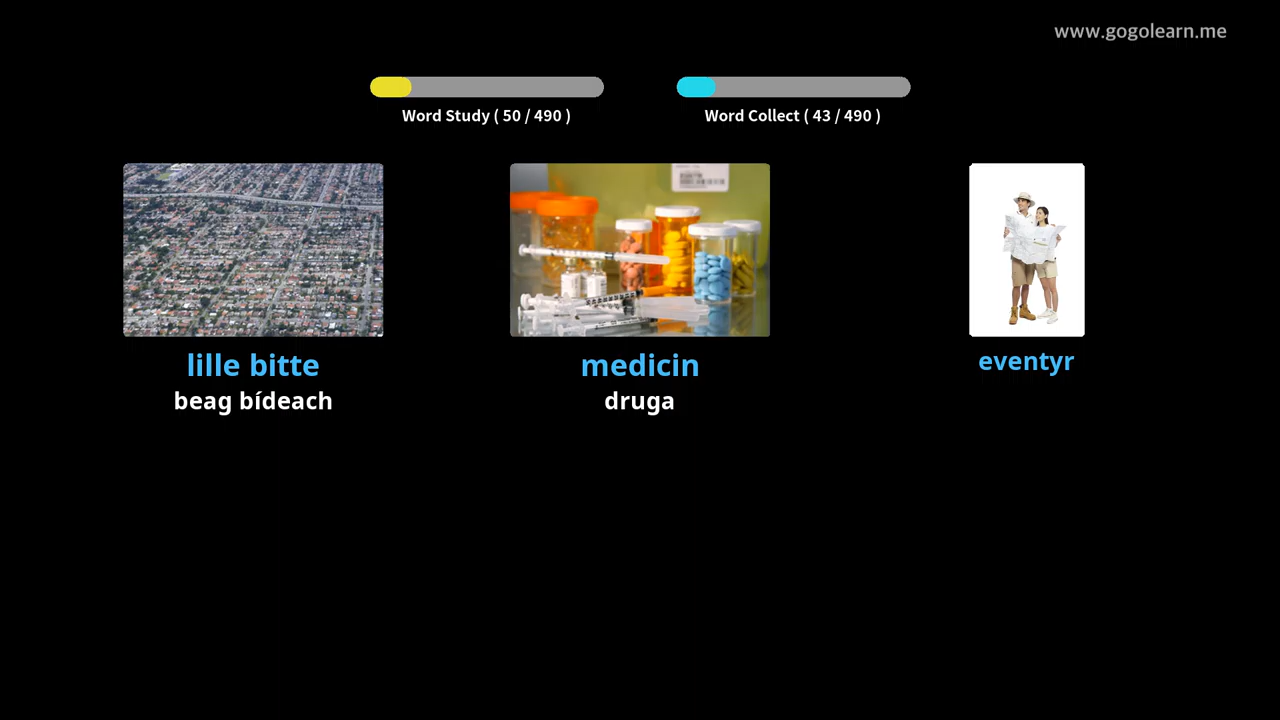 www.gogolearn.me
Word Study ( 50 / 490 )
Word Collect ( 43 / 490 )
lille bitte
beag bídeach
medicin
druga
eventyr